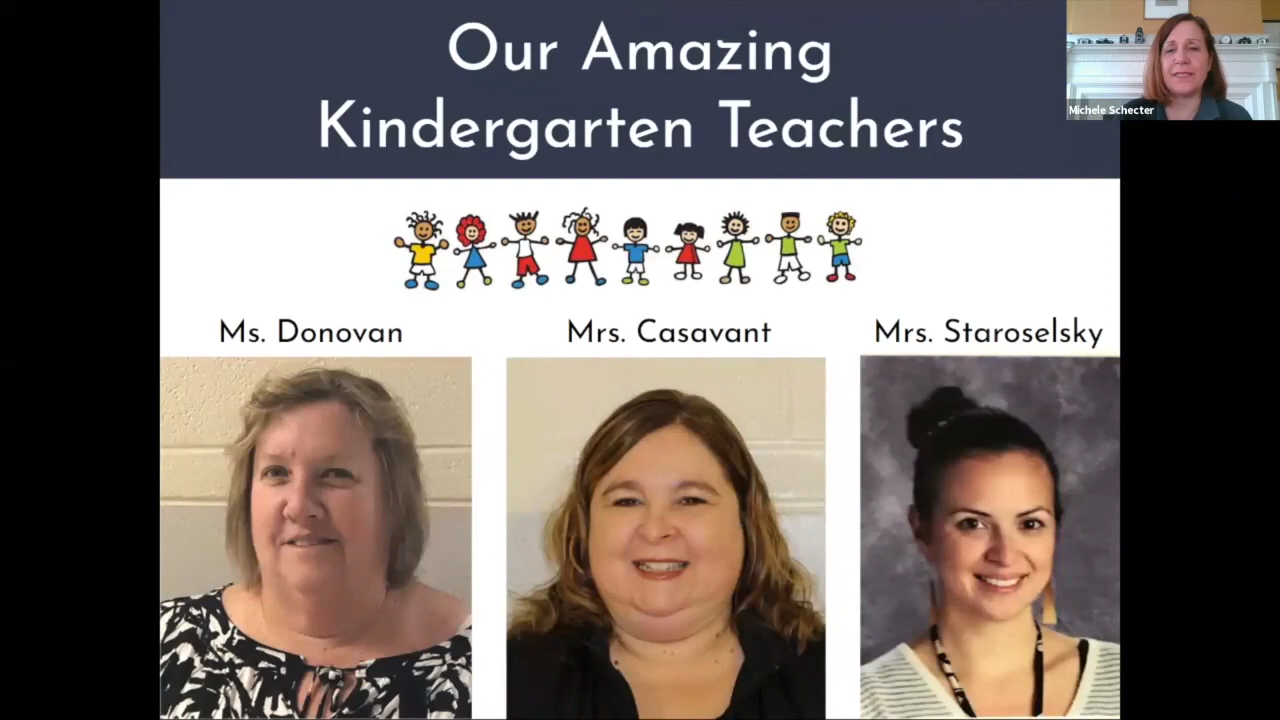 Our Amazing
Kindergarten Teachers
Michele Schecter
Ms. Donovan
Mrs. Casavant
Mrs. Staroselsky